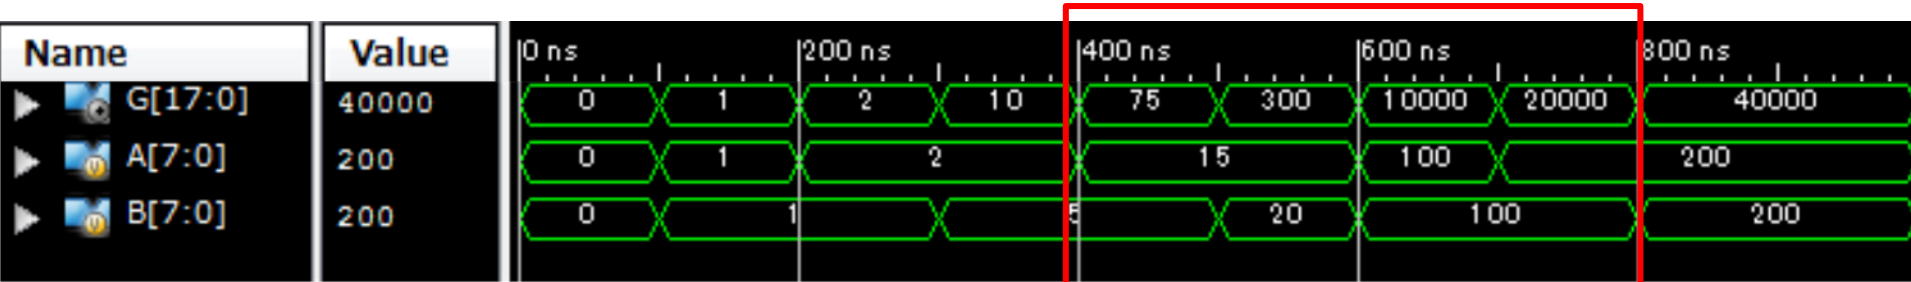 Name Value 0 ns 200 ns 400 ns 600 ns 800 ns
G[17:0] 40000 0 1 2 10 75 300 10000 20000 40000
A[7:0] 200 0 1 2 15 100 200
B[7:0] 200 0 1 5 20 100 200